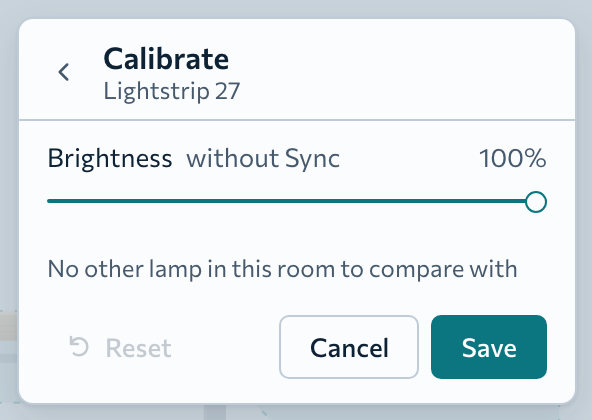 Calibrate
Lightstrip 27
Brightness without Sync 100%
No other lamp in this room to compare with
Reset Cancel Save